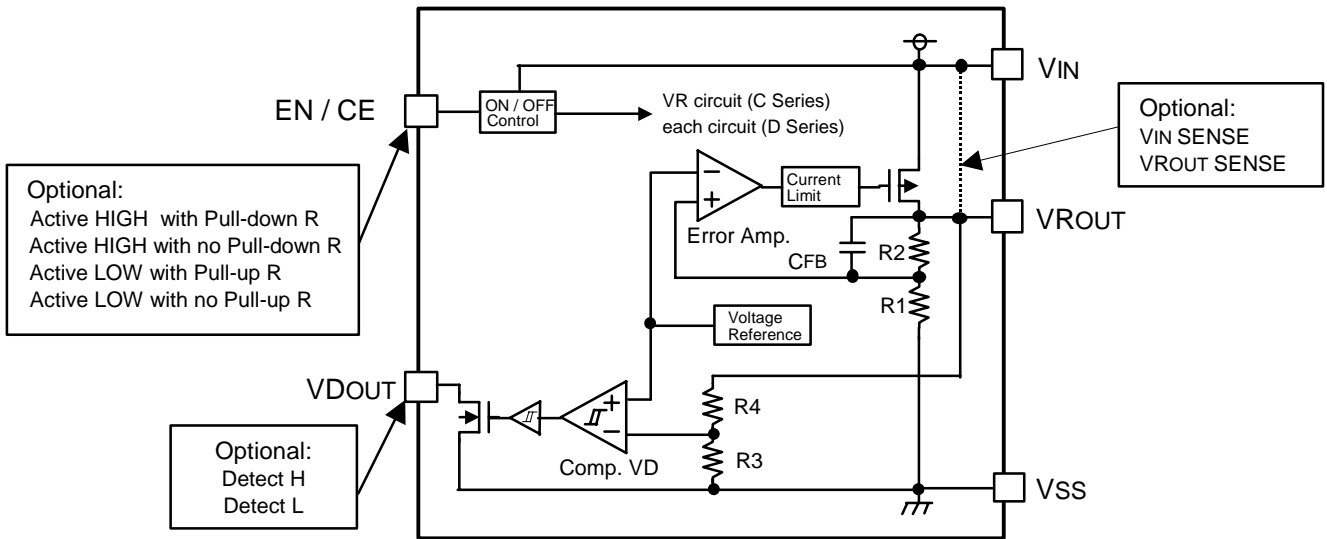 VIN
EN / CE
ON / OFF
Control
VR circuit (C Series)
each circuit (D Series)
Optional:
VIN SENSE
VROUT SENSE
Optional:
Active HIGH with Pull-down R
Active HIGH with no Pull-down R
Active LOW with Pull-up R
Active LOW with no Pull-up R
−
+
Current
Limit
Error Amp.
VROUT
CFB
R2
R1
Voltage
Reference
VDOUT
+
−
R4
R3
Comp. VD
Optional:
Detect H
Detect L
VSS